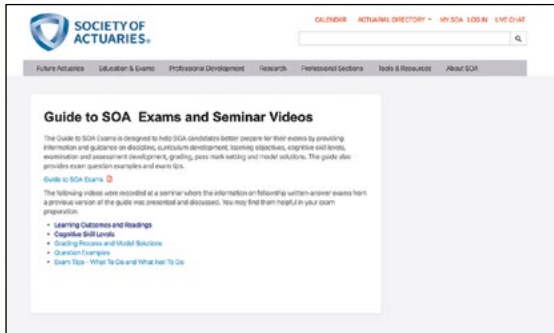 SOCIETY OF
ACTUARIES®
CALENDAR ACTUARIAL DIRECTORY MY SOA LOG IN LIVE CHAT
Future Actuaries Education & Exams Professional Development Research Professional Sections Tools & Resources About SOA
Guide to SOA Exams and Seminar Videos
The Guide to SOA Exams is designed to help SOA candidates better prepare for their exams by providing
information and guidance on discipline, curriculum development, learning objectives, cognitive skill levels,
examination and assessment development, grading, pass mark setting and model solutions. The guide also
provides exam question examples and exam tips.
Guide to SOA Exams
The following videos were recorded at a seminar where the information on fellowship written-answer exams from
a previous version of the guide was presented and discussed. You may find them helpful in your exam
preparation.
• Learning Outcomes and Readings
• Cognitive Skill Levels
• Grading Process and Model Solutions
• Question Examples
• Exam Tips - What To Do and What Not To Do